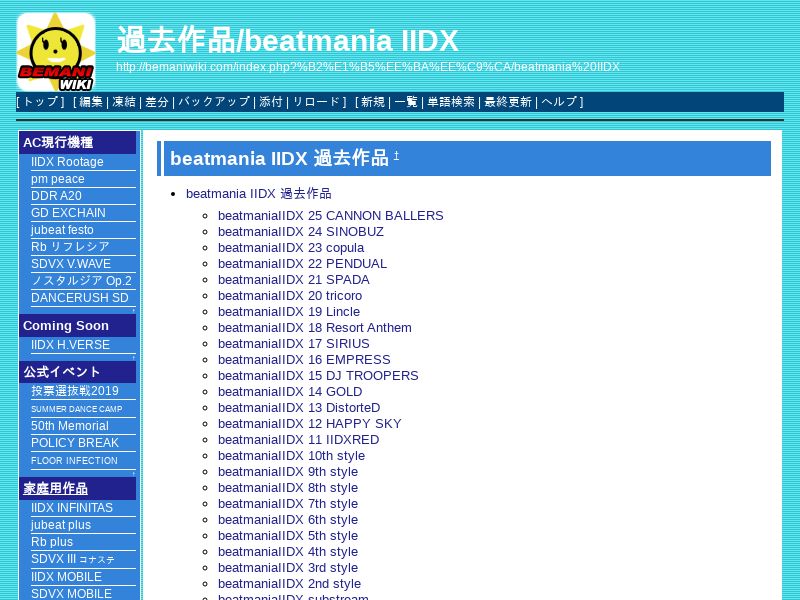 BEMANI
WIKI
過去作品/beatmania IIDX
http://bemaniwiki.com/index.php?%B2%E1%B5%EE%BA%EE%C9%CA/beatmania%20IIDX
[ トップ ] [ 編集 | 凍結 | 差分 | バックアップ | 添付 | リロード ] [ 新規 | 一覧 | 単語検索 | 最終更新 | ヘルプ ]
AC現行機種
IIDX Rootage
pm peace
DDR A20
GD EXCHAIN
jubeat festo
Rb リフレシア
SDVX V.WAVE
ノスタルジア Op.2
DANCERUSH SD
Coming Soon
IIDX H.VERSE
公式イベント
投票選抜戦2019
SUMMER DANCE CAMP
50th Memorial
POLICY BREAK
FLOOR INFECTION
家庭用作品
IIDX INFINITAS
jubeat plus
Rb plus
SDVX III コナステ
IIDX MOBILE
SDVX MOBILE
beatmania IIDX 過去作品 †
beatmania IIDX 過去作品
beatmaniaIIDX 25 CANNON BALLERS
beatmaniaIIDX 24 SINOBUZ
beatmaniaIIDX 23 copula
beatmaniaIIDX 22 PENDUAL
beatmaniaIIDX 21 SPADA
beatmaniaIIDX 20 tricoro
beatmaniaIIDX 19 Lincle
beatmaniaIIDX 18 Resort Anthem
beatmaniaIIDX 17 SIRIUS
beatmaniaIIDX 16 EMPRESS
beatmaniaIIDX 15 DJ TROOPERS
beatmaniaIIDX 14 GOLD
beatmaniaIIDX 13 DistorteD
beatmaniaIIDX 12 HAPPY SKY
beatmaniaIIDX 11 IIDXRED
beatmaniaIIDX 10th style
beatmaniaIIDX 9th style
beatmaniaIIDX 8th style
beatmaniaIIDX 7th style
beatmaniaIIDX 6th style
beatmaniaIIDX 5th style
beatmaniaIIDX 4th style
beatmaniaIIDX 3rd style
beatmaniaIIDX 2nd style
beatmaniaIIDX substream